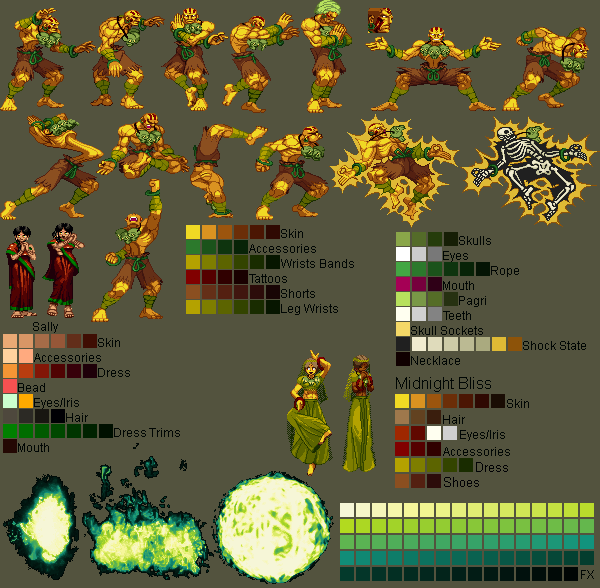 Skin
Accessories
Wrists Bands
Tattoos
Shorts
Leg Wrists
Skulls
Eyes
Rope
Mouth
Pagri
Teeth
Skull Sockets
Shock State
Necklace
Sally
Skin
Accessories
Dress
Bead
Eyes/Iris
Hair
Dress Trims
Mouth
Midnight Bliss
Skin
Hair
Eyes/Iris
Accessories
Dress
Shoes
FX